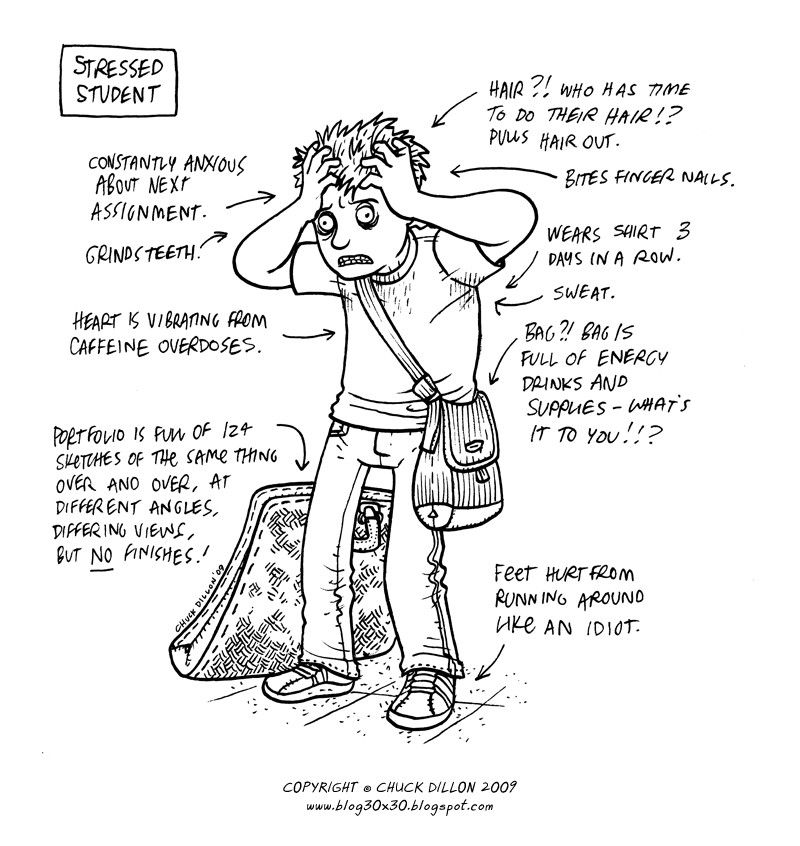 STRESSED
STUDENT
HAIR?! WHO HAS TIME
TO DO THEIR HAIR!?
PULLS HAIR OUT.
CONSTANTLY ANXIOUS
ABOUT NEXT
ASSIGNMENT.
BITES FINGER NAILS.
GRINDS TEETH.
WEARS SHIRT 3
DAYS IN A ROW.
SWEAT.
HEART IS VIBRATING FROM
CAFFEINE OVERDOSES.
BAG?! BAG IS
FULL OF ENERGY
DRINKS AND
SUPPLIES - WHAT'S
IT TO YOU!!?
PORTFOLIO IS FULL OF 124
SKETCHES OF THE SAME THING
OVER AND OVER, AT
DIFFERENT ANGLES,
DIFFERING VIEWS,
BUT NO FINISHES!
CHUCK DILLON '09
FEET HURT FROM
RUNNING AROUND
LIKE AN IDIOT.
COPYRIGHT © CHUCK DILLON 2009
www.blog30x30.blogspot.com